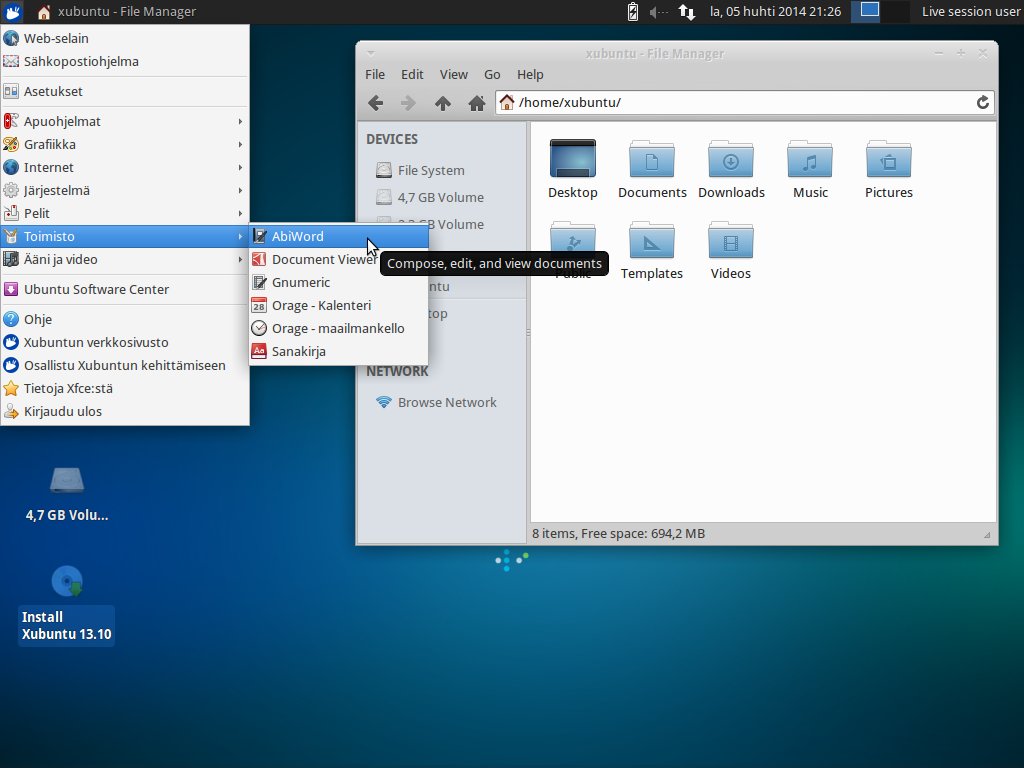 xubuntu - File Manager
la, 05 huhti 2014 21:26
Live session user
Web-selain
Sähkopostiohjelma
Asetukset
Apuohjelmat
Grafiikka
Internet
Järjestelmä
Pelit
Toimisto
Ääni ja video
Ubuntu Software Center
Ohje
Xubuntun verkkosivusto
Osallistu Xubuntun kehittämiseen
Tietoja Xfce:stä
Kirjaudu ulos
AbiWord
Document Viewer
Gnumeric
28
Orage - Kalenteri
Orage - maailmankello
Aa
Sanakirja
Compose, edit, and view documents
xubuntu - File Manager
File Edit View Go Help
/home/xubuntu/
DEVICES
File System
4,7 GB Volume
GB Volume
untu
top
NETWORK
Browse Network
Desktop
Documents
Downloads
Music
Pictures
Public
Templates
Videos
8 items, Free space: 694,2 MB
4,7 GB Volu...
Install
Xubuntu 13.10